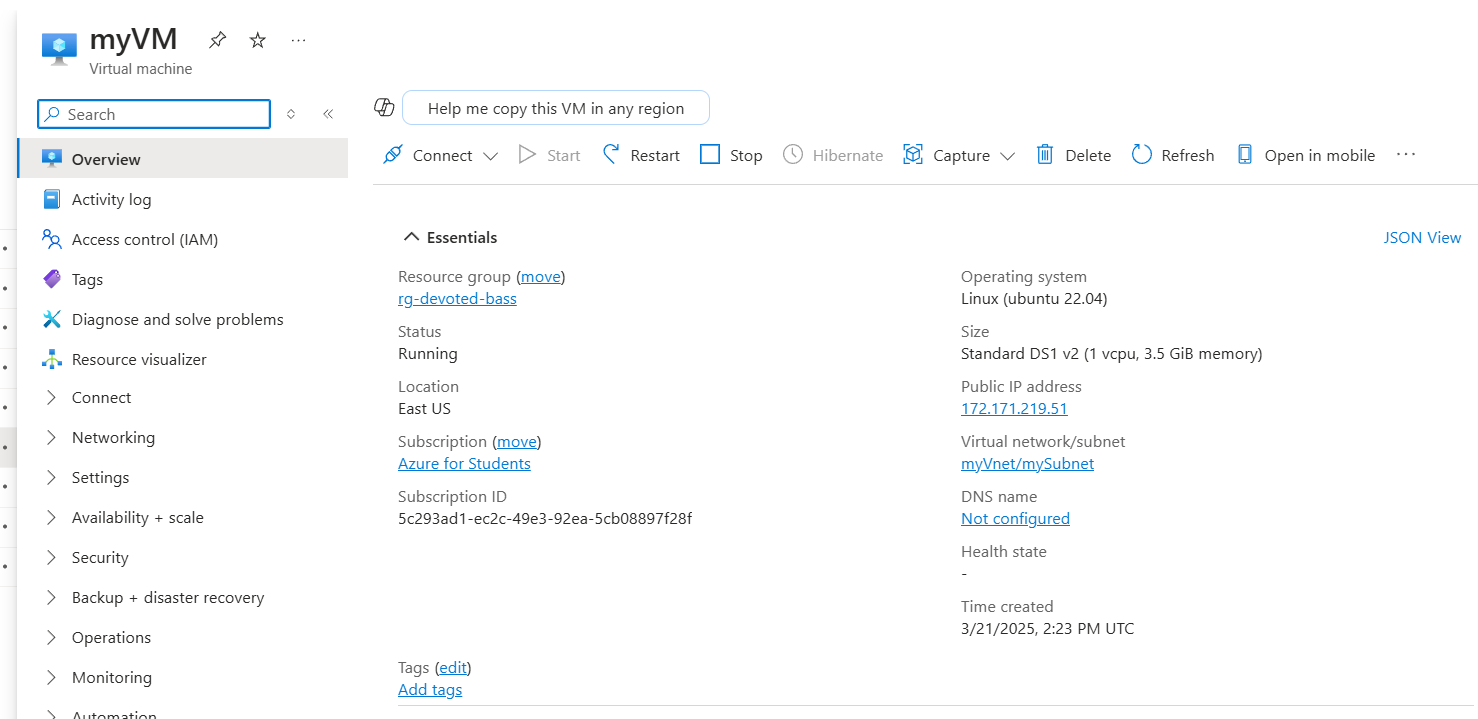 myVM
Virtual machine
Search
Overview
Activity log
Access control (IAM)
Tags
Diagnose and solve problems
Resource visualizer
Connect
Networking
Settings
Availability + scale
Security
Backup + disaster recovery
Operations
Monitoring
Automation
Help me copy this VM in any region
Connect Start Restart Stop Hibernate Capture Delete Refresh Open in mobile
Essentials
JSON View
Resource group (move)
rg-devoted-bass
Status
Running
Location
East US
Subscription (move)
Azure for Students
Subscription ID
5c293ad1-ec2c-49e3-92ea-5cb08897f28f
Operating system
Linux (ubuntu 22.04)
Size
Standard DS1 v2 (1 vcpu, 3.5 GiB memory)
Public IP address
172.171.219.51
Virtual network/subnet
myVnet/mySubnet
DNS name
Not configured
Health state
-
Time created
3/21/2025, 2:23 PM UTC
Tags (edit)
Add tags